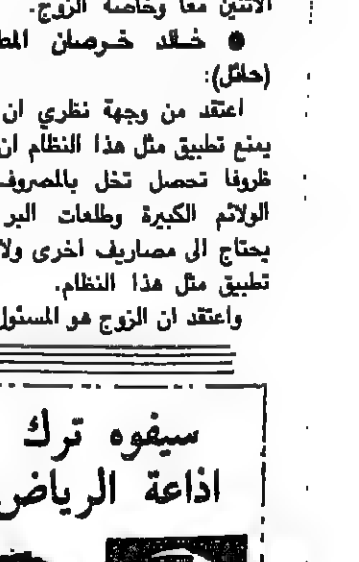 الاثنين معا وخاصة الزوج.
● خالد خرصان المط
(حائل):
اعتقد من وجهة نظري ان
يمنع تطبيق مثل هذا النظام ان
ظروفا تحصل تخل بالمصروف
الولائم الكبيرة وطلعات البر
يحتاج الى مصاريف اخرى ولا
تطبيق مثل هذا النظام.
واعتقد ان الزوج هو المسئول
سيفوه ترك
اذاعة الرياض